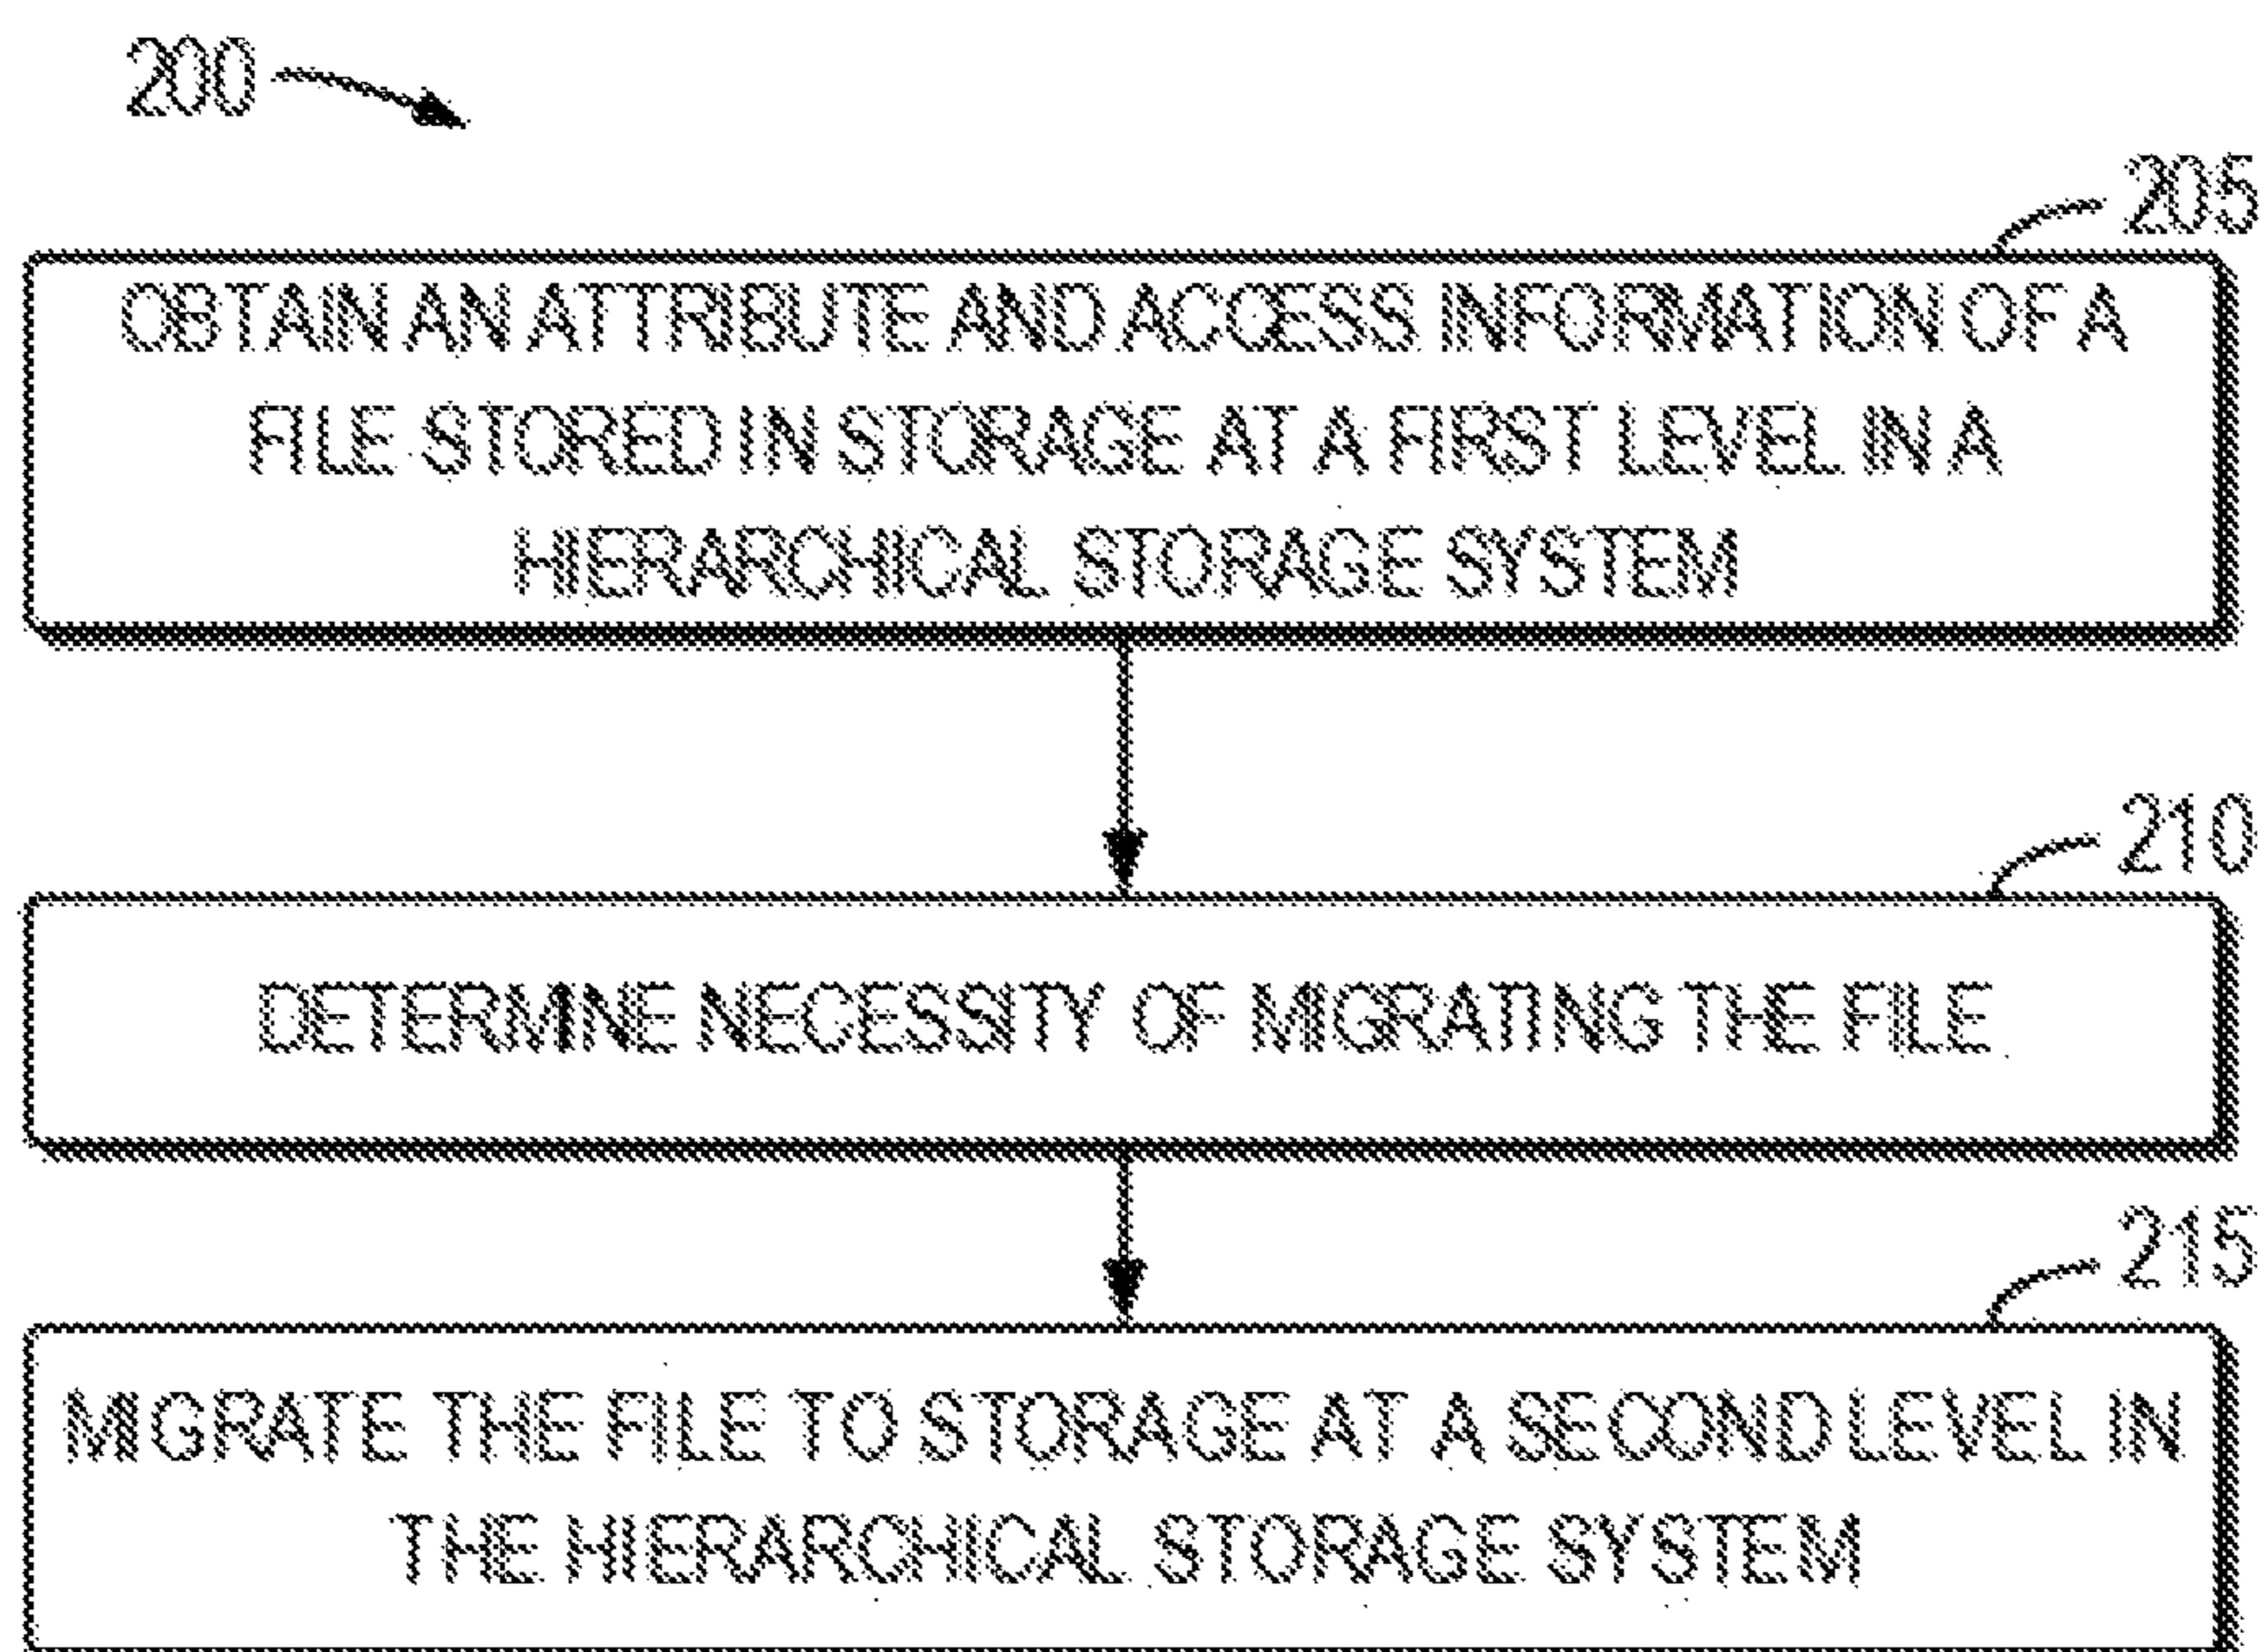 200
205
OBTAIN AN ATTRIBUTE AND ACCESS INFORMATION OF A
FILE STORED IN STORAGE AT A FIRST LEVEL IN A
HIERARCHICAL STORAGE SYSTEM
210
DETERMINE NECESSITY OF MIGRATING THE FILE
215
MIGRATE THE FILE TO STORAGE AT A SECOND LEVEL IN
THE HIERARCHICAL STORAGE SYSTEM